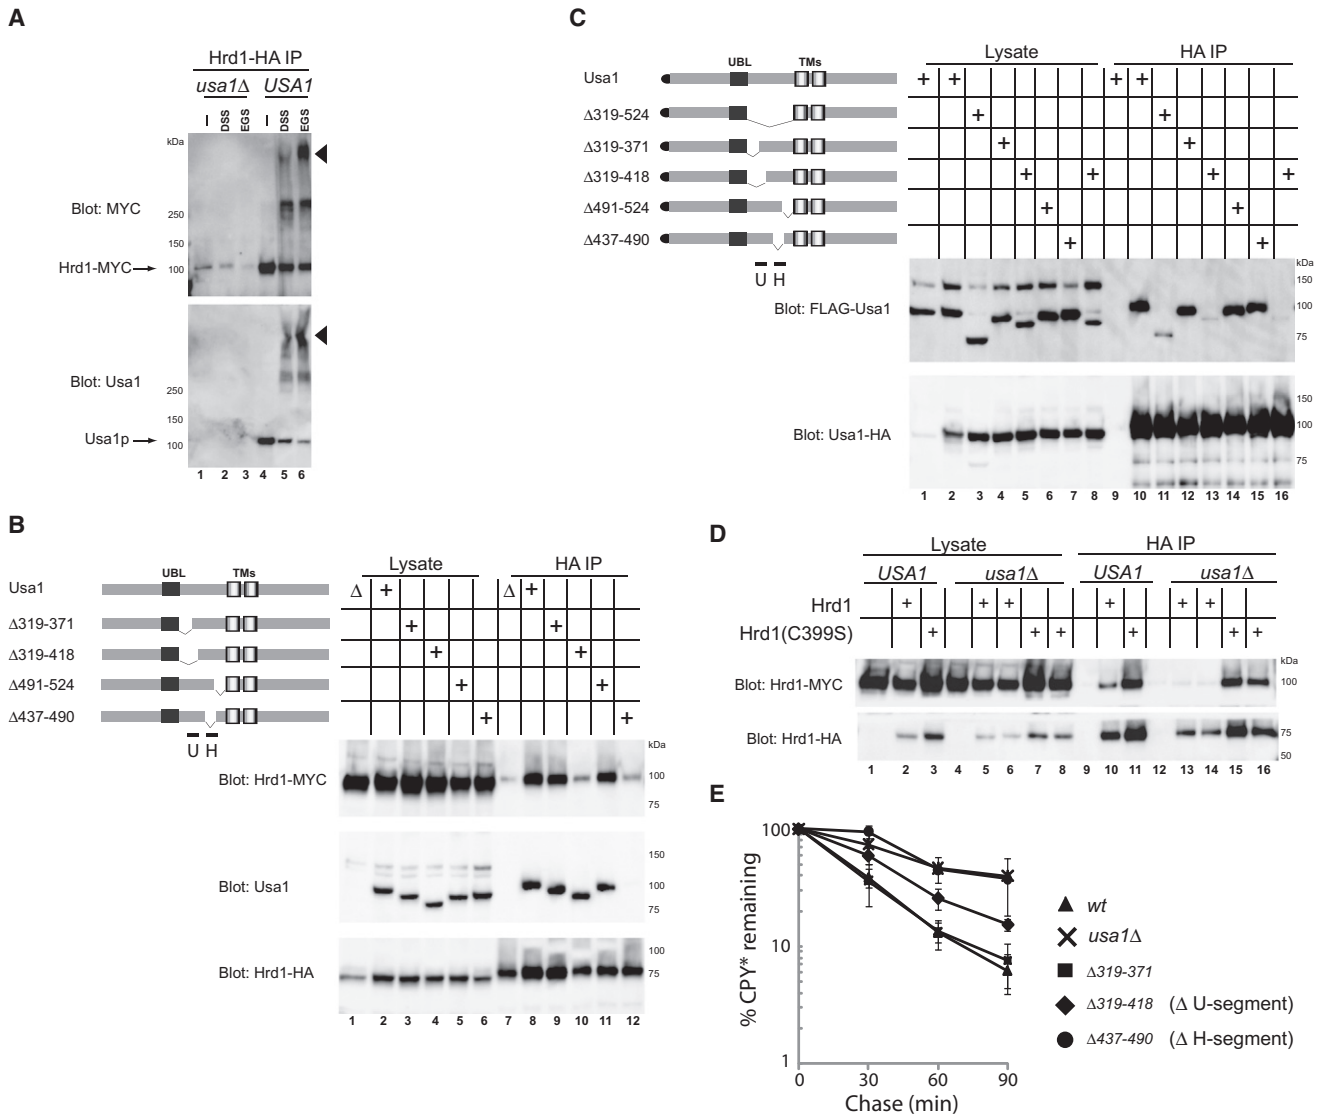 A
Hrd1-HA IP
usa1Δ USA1
– DSS EGS – DSS EGS
kDa
Blot: MYC
250
150
Hrd1-MYC 100
Blot: Usa1
250
150
Usa1p 100
1 2 3 4 5 6
B
Lysate HA IP
UBL TMs
Usa1 Δ + Δ +
Δ319-371 + +
Δ319-418 + +
Δ491-524 + +
Δ437-490 + +
U H
kDa
Blot: Hrd1-MYC 100
75
150
Blot: Usa1 100
75
100
Blot: Hrd1-HA 75
1 2 3 4 5 6 7 8 9 10 11 12
C
Lysate HA IP
UBL TMs
Usa1 + + + +
Δ319-524 + +
Δ319-371 + +
Δ319-418 + + + +
Δ491-524 + +
Δ437-490 + +
U H
kDa
150
Blot: FLAG-Usa1 100
75
150
Blot: Usa1-HA 100
75
1 2 3 4 5 6 7 8 9 10 11 12 13 14 15 16
D
Lysate HA IP
USA1 usa1Δ USA1 usa1Δ
Hrd1 + + + + + +
Hrd1(C399S) + + + + + +
kDa
Blot: Hrd1-MYC 100
Blot: Hrd1-HA 75
50
1 2 3 4 5 6 7 8 9 10 11 12 13 14 15 16
E
% CPY* remaining
100
10
1
0 30 60 90
Chase (min)
wt
usa1Δ
Δ319-371
Δ319-418 (Δ U-segment)
Δ437-490 (Δ H-segment)